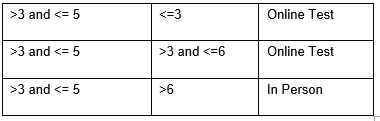 >3 and <= 5 <=3 Online Test
>3 and <= 5 >3 and <=6 Online Test
>3 and <= 5 >6 In Person